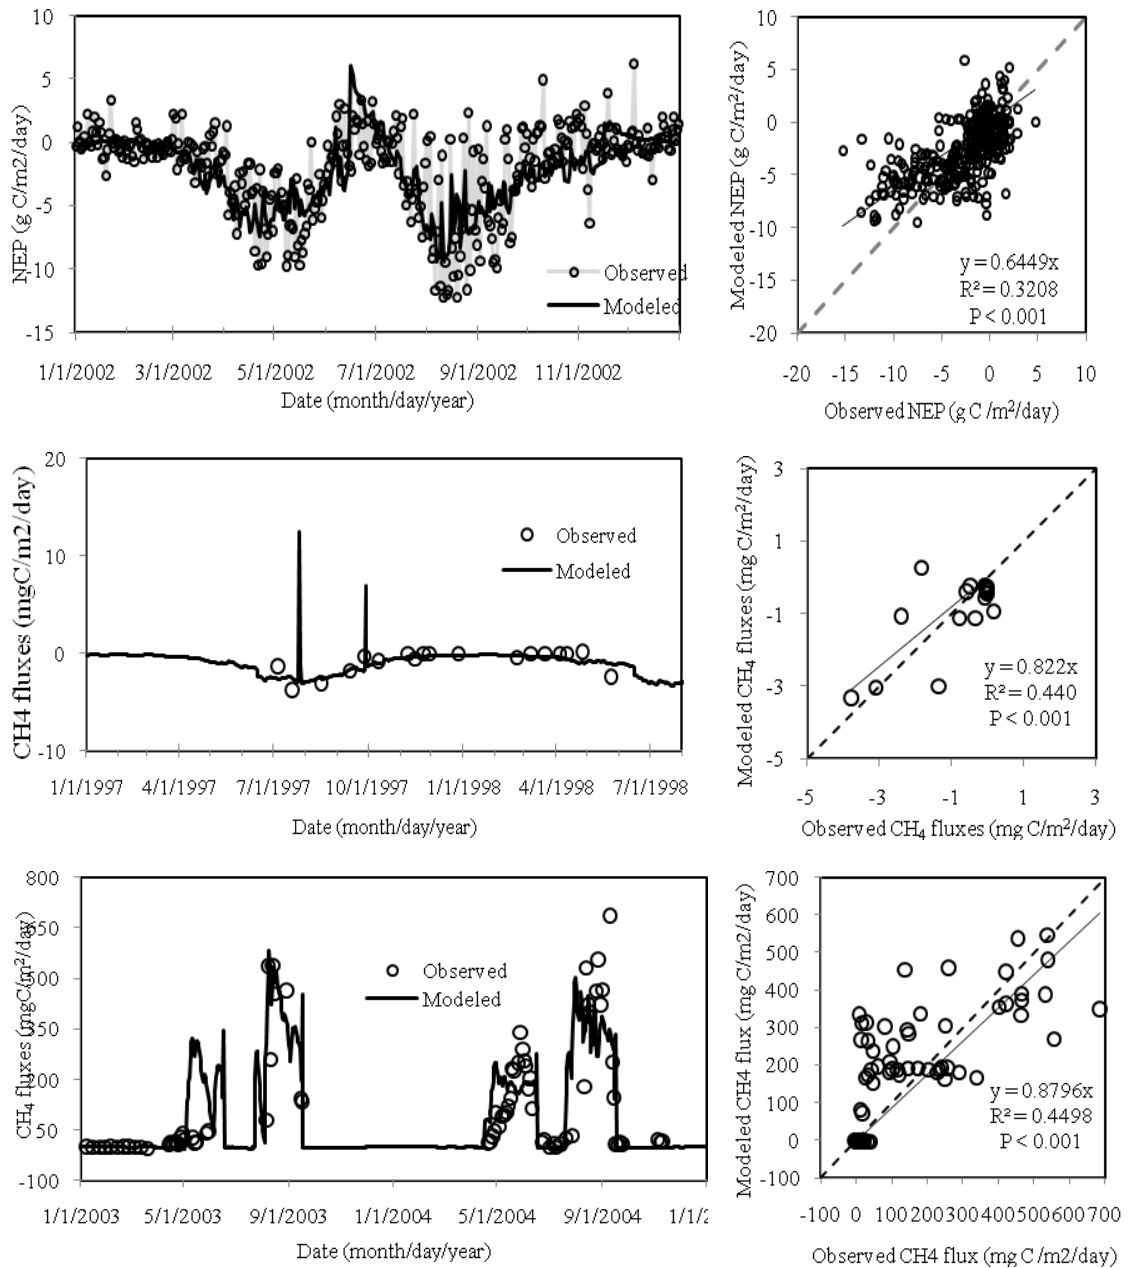 NEP (g C/m2/day)
10
5
0
-5
-10
-15
Observed
Modeled
1/1/2002 3/1/2002 5/1/2002 7/1/2002 9/1/2002 11/1/2002
Date (month/day/year)
Modeled NEP (g C/m²/day)
10
5
0
-5
-10
-15
-20
y = 0.6449x
R² = 0.3208
P < 0.001
-20 -15 -10 -5 0 5 10
Observed NEP (g C /m²/day)
CH4 fluxes (mgC/m2/day)
20
10
0
-10
Observed
Modeled
1/1/1997 4/1/1997 7/1/1997 10/1/1997 1/1/1998 4/1/1998 7/1/1998
Date (month/day/year)
Modeled CH₄ fluxes (mg C/m²/day)
3
1
-1
-3
-5
y = 0.822x
R² = 0.440
P < 0.001
-5 -3 -1 1 3
Observed CH₄ fluxes (mg C/m²/day)
CH₄ fluxes (mgC/m²/day)
800
650
500
350
200
50
-100
Observed
Modeled
1/1/2003 5/1/2003 9/1/2003 1/1/2004 5/1/2004 9/1/2004 1/1/2
Date (month/day/year)
Modeled CH4 flux (mg C/m2/day)
700
600
500
400
300
200
100
0
-100
y = 0.8796x
R² = 0.4498
P < 0.001
-100 0 100 200 300 400 500 600 700
Observed CH4 flux (mg C /m2/day)